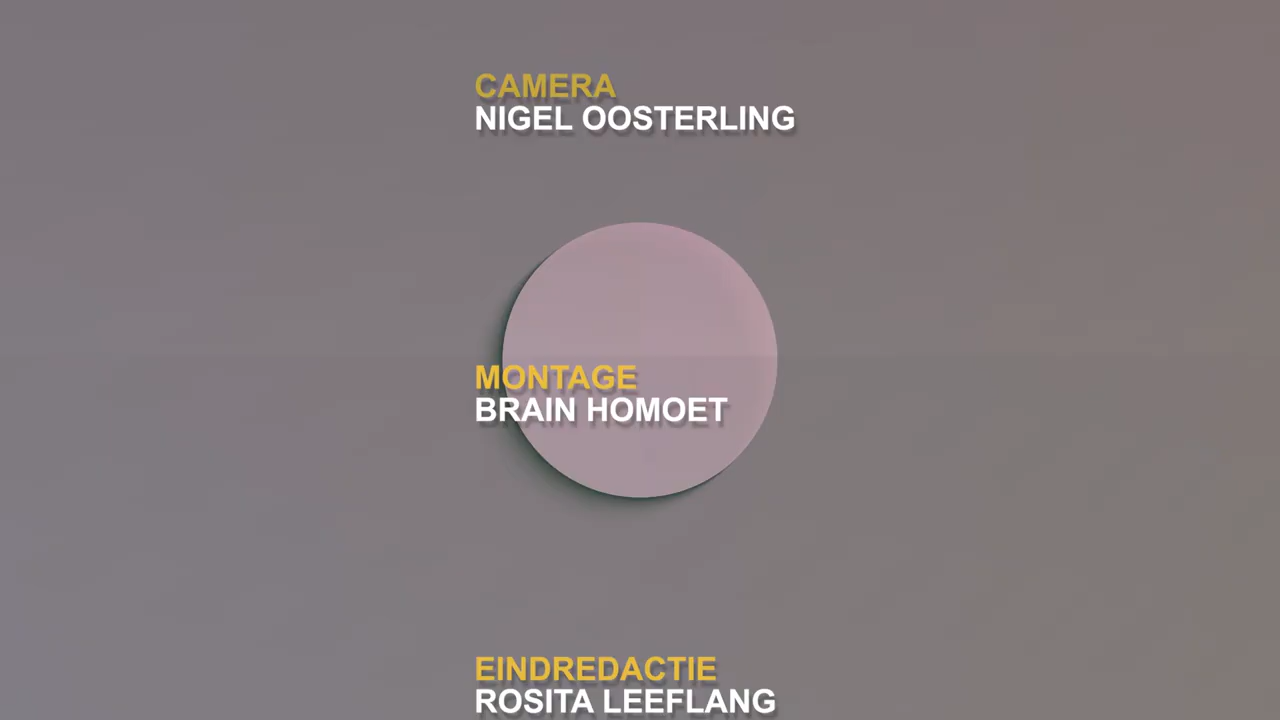 CAMERA
NIGEL OOSTERLING
MONTAGE
BRAIN HOMOET
EINDREDACTIE
ROSITA LEEFLANG